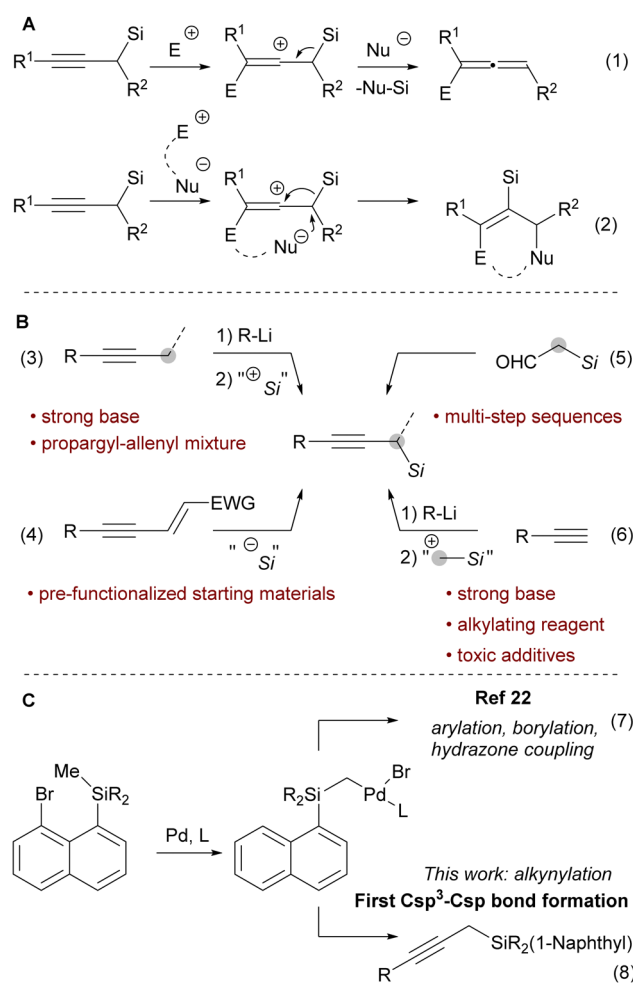 A
Si
R1
R2
E ⊕
R1
⊕
Si
E
R2
Nu ⊖
-Nu-Si
R1
E
R2
(1)
Si
R1
R2
E ⊕
Nu ⊖
R1
⊕
Si
E
Nu ⊖
R2
Si
R1
R2
E
Nu
(2)
B
(3)
R
1) R-Li
2) "⊕Si"
• strong base
• propargyl-allenyl mixture
OHC
Si
(5)
• multi-step sequences
R
Si
(4)
R
EWG
"⊖Si"
• pre-functionalized starting materials
1) R-Li
2) "⊕Si"
R
(6)
• strong base
• alkylating reagent
• toxic additives
C
Ref 22
arylation, borylation,
hydrazone coupling
(7)
Me
Br
SiR2
Pd, L
R2Si
Pd
Br
L
This work: alkynylation
First Csp3-Csp bond formation
R
SiR2(1-Naphthyl)
(8)